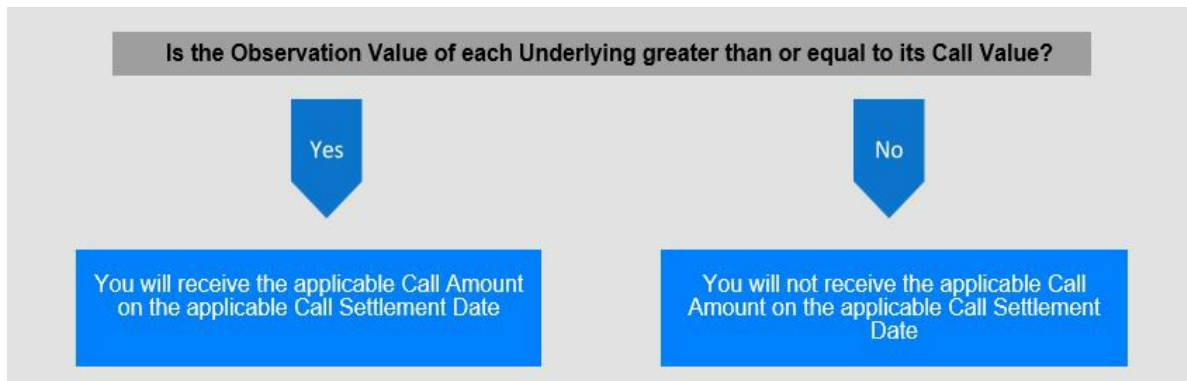 Is the Observation Value of each Underlying greater than or equal to its Call Value?
Yes
No
You will receive the applicable Call Amount
on the applicable Call Settlement Date
You will not receive the applicable Call
Amount on the applicable Call Settlement
Date